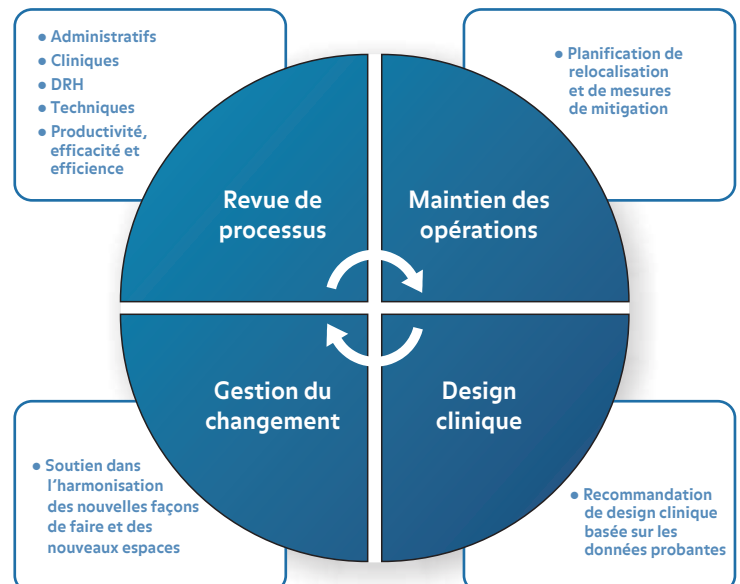 ● Administratifs
● Cliniques
● DRH
● Techniques
● Productivité,
efficacité et
efficience
● Planification de
relocalisation
et de mesures
de mitigation
Revue de
processus
Maintien des
opérations
Gestion du
changement
Design
clinique
● Soutien dans
l'harmonisation
des nouvelles façons
de faire et des
nouveaux espaces
● Recommandation
de design clinique
basée sur les
données probantes